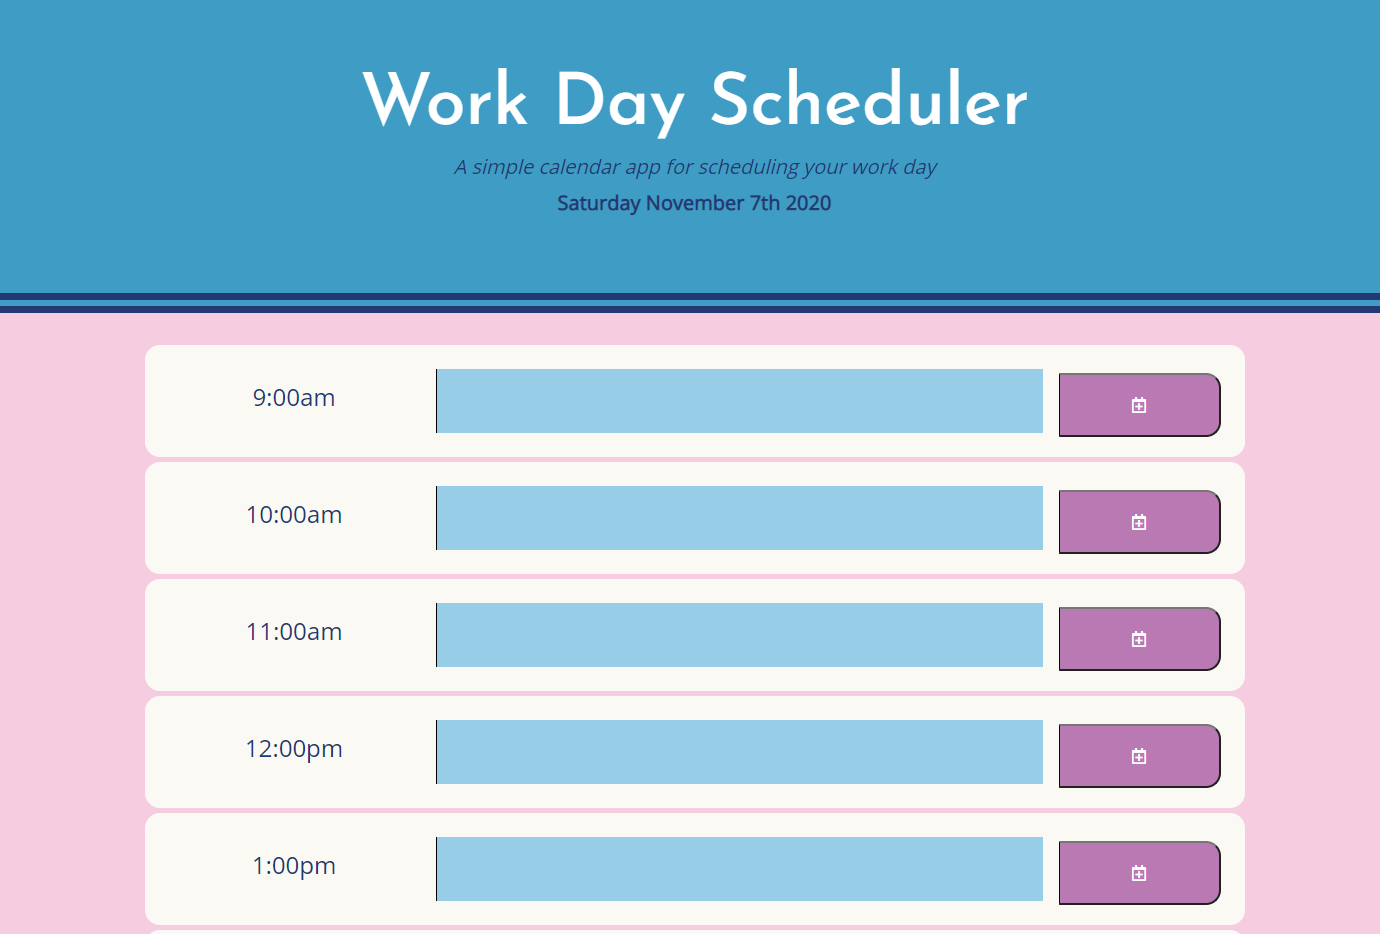 Work Day Scheduler
A simple calendar app for scheduling your work day
Saturday November 7th 2020
9:00am
10:00am
11:00am
12:00pm
1:00pm